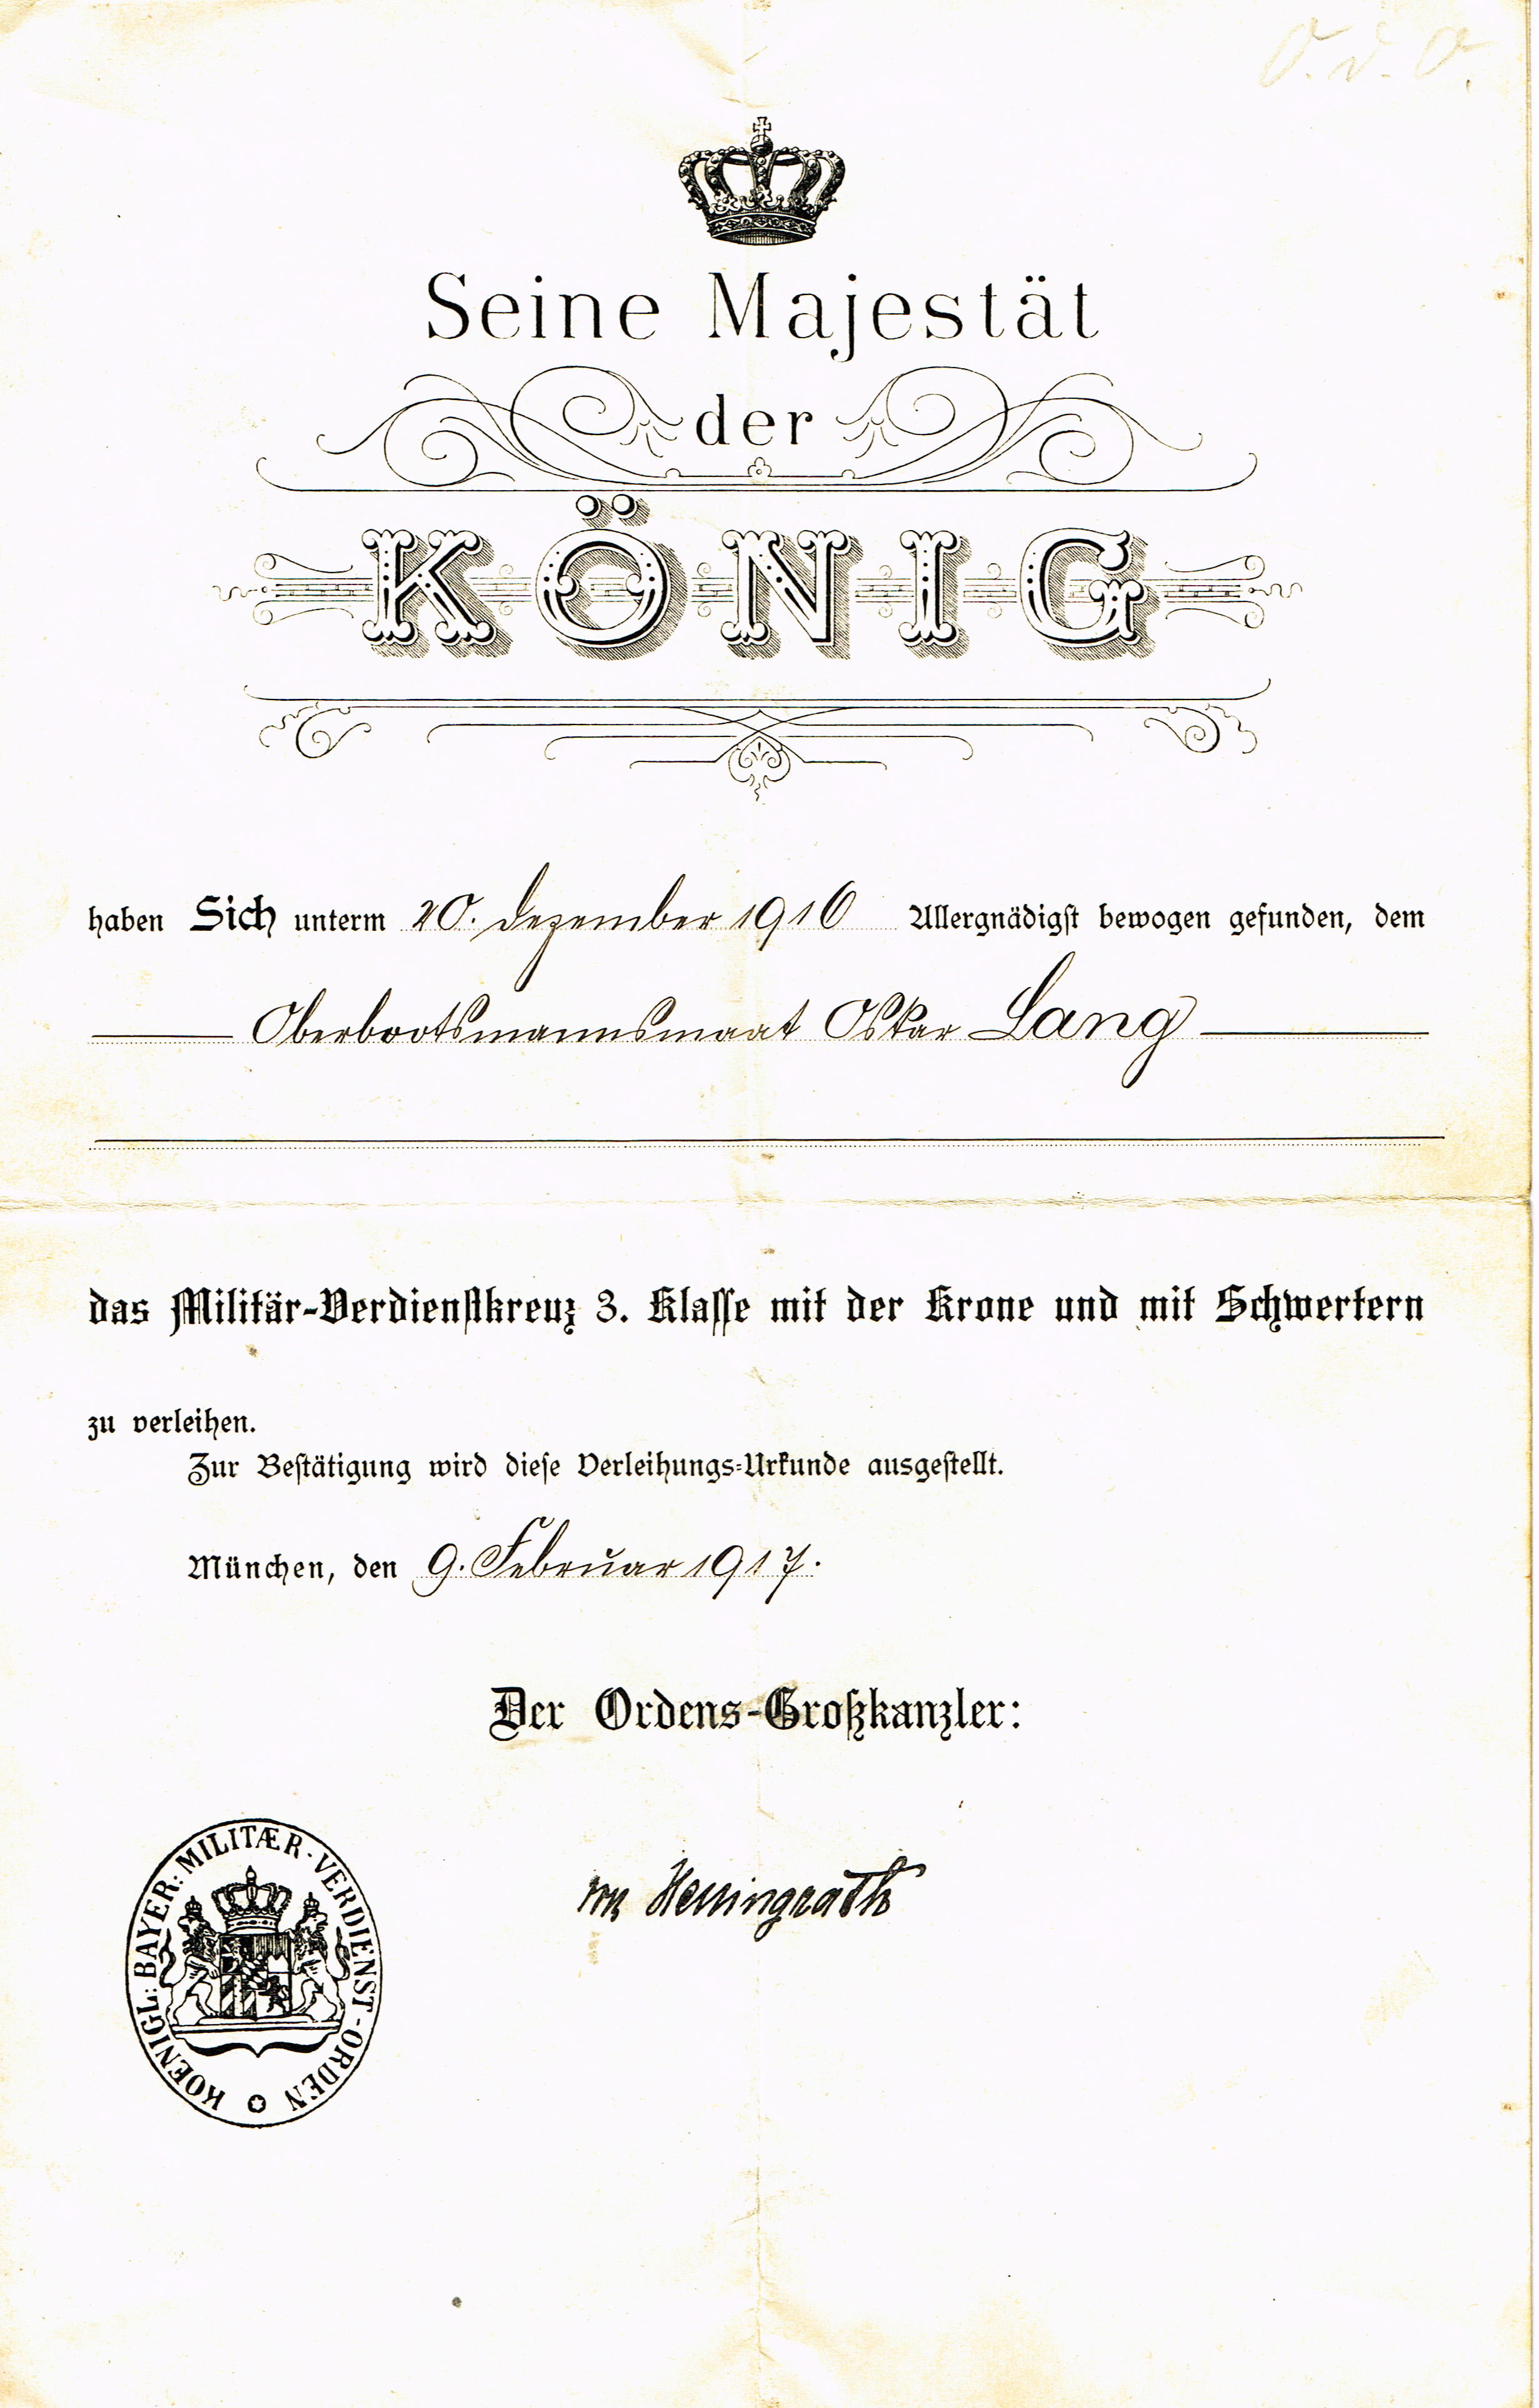 O. v. O.
Seine Majestät
der
KÖNIG
haben Sich unterm 20. Dezember 1916 Allergnädigst bewogen gefunden, dem
Oberbootsmannsmaat Oskar Lang
das Militär-Verdienstkreuz 3. Klasse mit der Krone und mit Schwertern
zu verleihen.
Zur Bestätigung wird diese Verleihungs-Urkunde ausgestellt.
München, den 9. Februar 1917.
Der Ordens-Großkanzler:
KOENIGL: BAYER: MILITÆR-VERDIENST-ORDEN
von